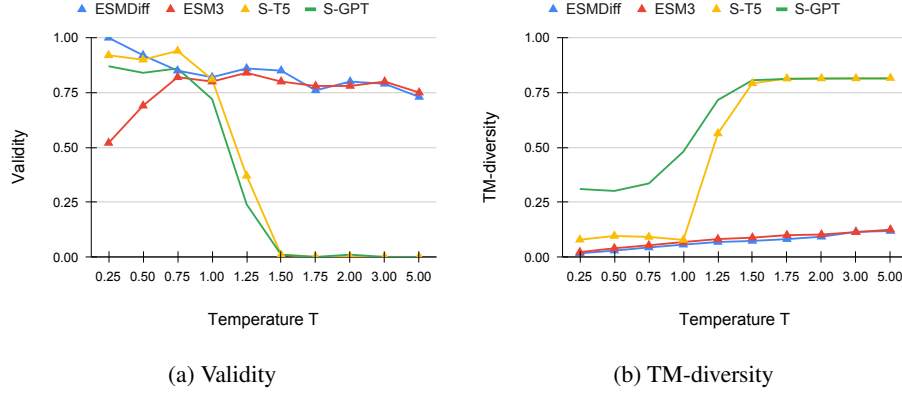 ESMDiff ESM3 S-T5 S-GPT
1.00
0.75
0.50
0.25
0.00
Validity
0.25 0.50 0.75 1.00 1.25 1.50 1.75 2.00 3.00 5.00
Temperature T
(a) Validity
ESMDiff ESM3 S-T5 S-GPT
1.00
0.75
0.50
0.25
0.00
TM-diversity
0.25 0.50 0.75 1.00 1.25 1.50 1.75 2.00 3.00 5.00
Temperature T
(b) TM-diversity